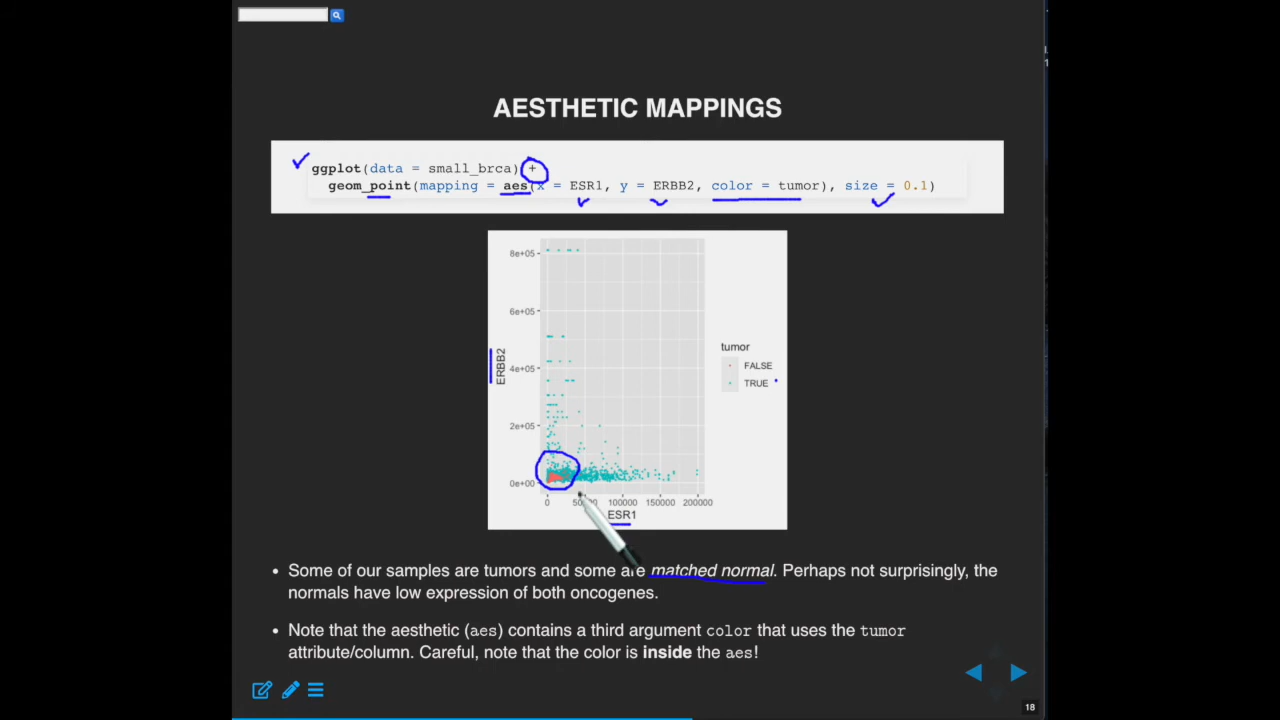 AESTHETIC MAPPINGS
ggplot(data = small_brca) +
geom_point(mapping = aes(x = ESR1, y = ERBB2, color = tumor), size = 0.1)
8e+05
6e+05
4e+05
2e+05
0e+00
ERBB2
0 50000 100000 150000 200000
ESR1
tumor
FALSE
TRUE
• Some of our samples are tumors and some are matched normal. Perhaps not surprisingly, the
normals have low expression of both oncogenes.
• Note that the aesthetic (aes) contains a third argument color that uses the tumor
attribute/column. Careful, note that the color is inside the aes!
18